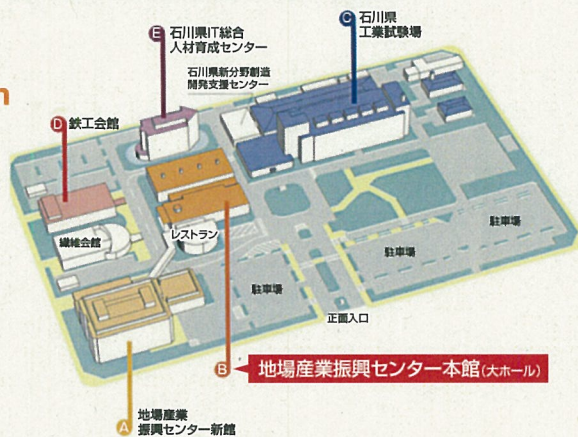 E 石川県IT総合
人材育成センター
C 石川県
工業試験場
石川県新分野創造
開発支援センター
n
D 鉄工会館
繊維会館
レストラン
駐車場
駐車場
駐車場
正面入口
B 地場産業振興センター本館(大ホール)
A 地場産業
振興センター新館